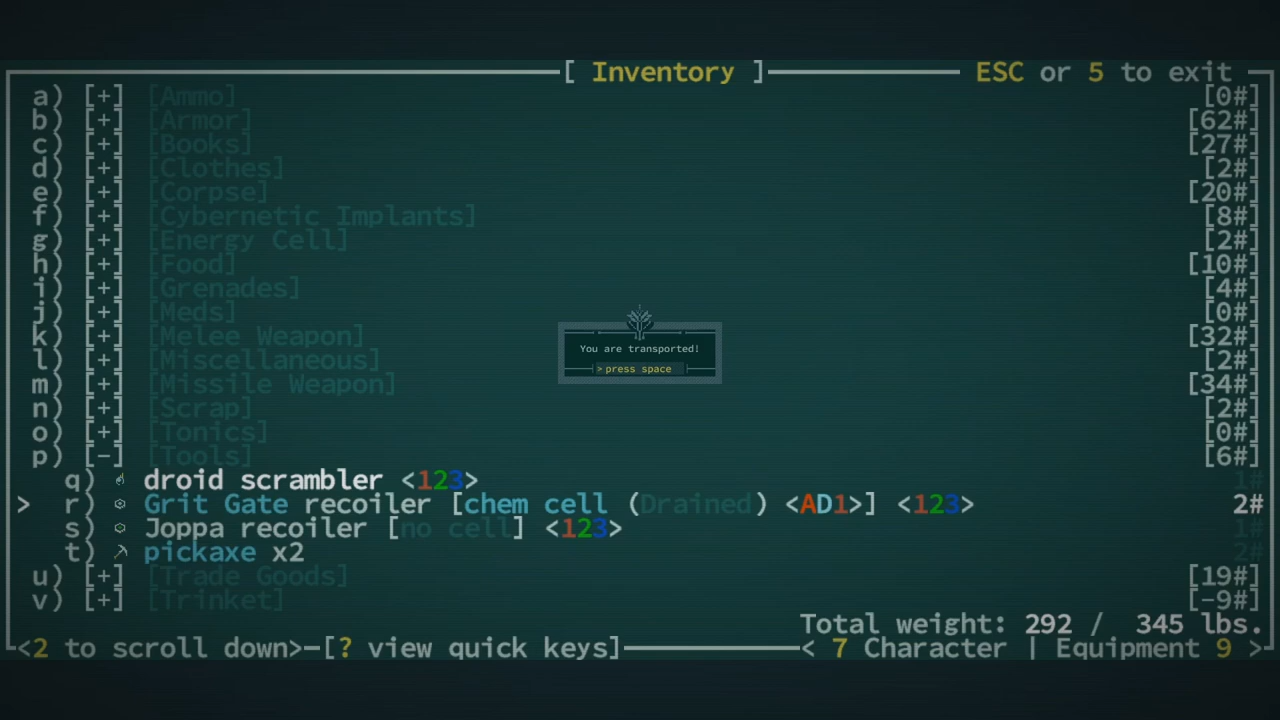 [ Inventory ] ESC or 5 to exit
a) [+] [Ammo] [0#]
b) [+] [Armor] [62#]
c) [+] [Books] [27#]
d) [+] [Clothes] [2#]
e) [+] [Corpse] [20#]
f) [+] [Cybernetic Implants] [8#]
g) [+] [Energy Cell] [2#]
h) [+] [Food] [10#]
i) [+] [Grenades] [4#]
j) [+] [Meds] [0#]
k) [+] [Melee Weapon] [32#]
You are transported!
l) [+] [Miscellaneous] [2#]
> press space
m) [+] [Missile Weapon] [34#]
n) [+] [Scrap] [2#]
o) [+] [Tonics] [0#]
p) [-] [Tools] [6#]
q) droid scrambler <123> 1#
> r) Grit Gate recoiler [chem cell (Drained) <AD1>] <123> 2#
s) Joppa recoiler [no cell] <123> 1#
t) pickaxe x2 2#
u) [+] [Trade Goods] [19#]
v) [+] [Trinket] [-9#]
Total weight: 292 / 345 lbs.
<2 to scroll down> [? view quick keys] < 7 Character | Equipment 9 >